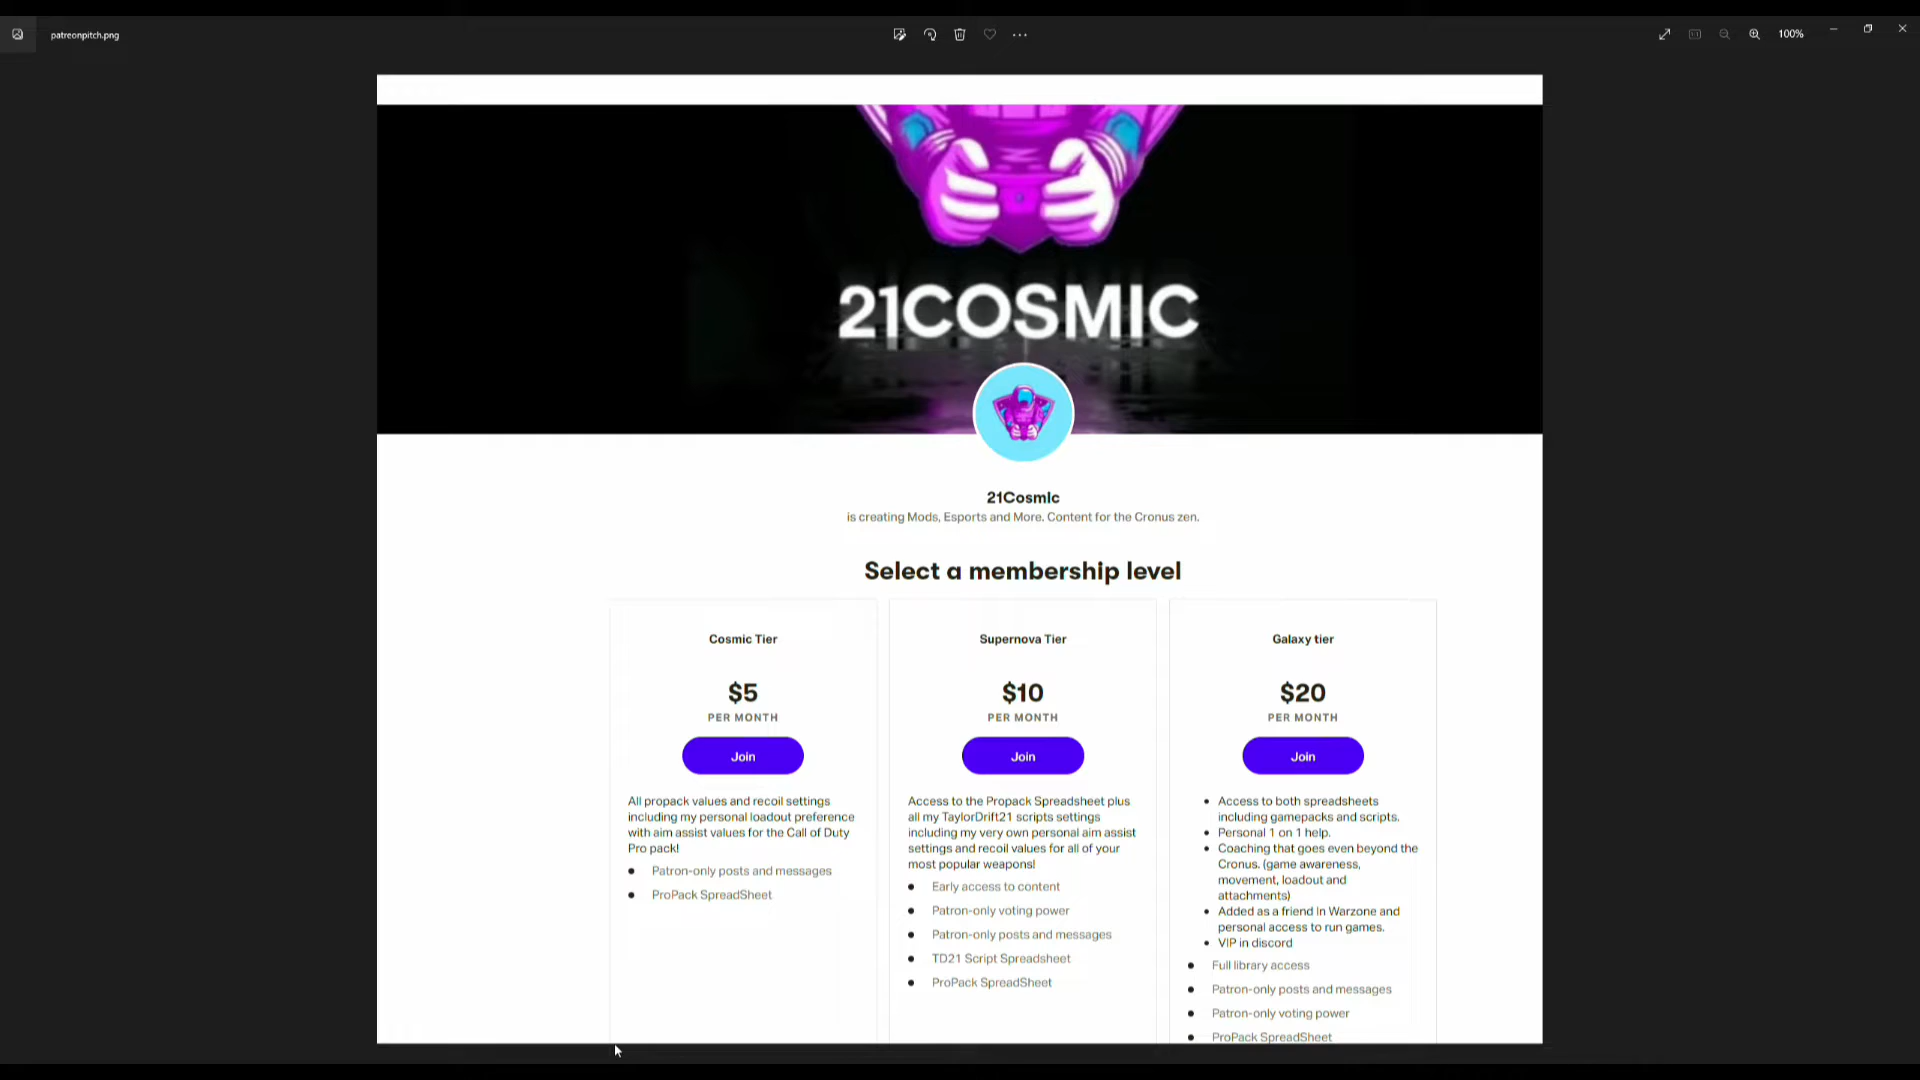 patreonpitch.png
100%
21COSMIC
21CosmIc
is creating Mods, Esports and More. Content for the Cronus zen.
Select a membership level
Cosmic Tier
$5
PER MONTH
Join
All propack values and recoil settings
including my personal loadout preference
with aim assist values for the Call of Duty
Pro pack!
Patron-only posts and messages
ProPack SpreadSheet
Supernova Tier
$10
PER MONTH
Join
Access to the Propack Spreadsheet plus
all my TaylorDrift21 scripts settings
including my very own personal aim assist
settings and recoil values for all of your
most popular weapons!
Early access to content
Patron-only voting power
Patron-only posts and messages
TD21 Script Spreadsheet
ProPack SpreadSheet
Galaxy tier
$20
PER MONTH
Join
Access to both spreadsheets
including gamepacks and scripts.
Personal 1 on 1 help.
Coaching that goes even beyond the
Cronus. (game awareness,
movement, loadout and
attachments)
Added as a friend In Warzone and
personal access to run games.
VIP in discord
Full library access
Patron-only posts and messages
Patron-only voting power
ProPack SpreadSheet